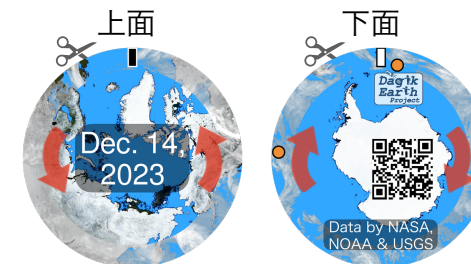 上面
下面
Dec. 14,
2023
Dagik
Earth
Project
Data by NASA,
NOAA & USGS